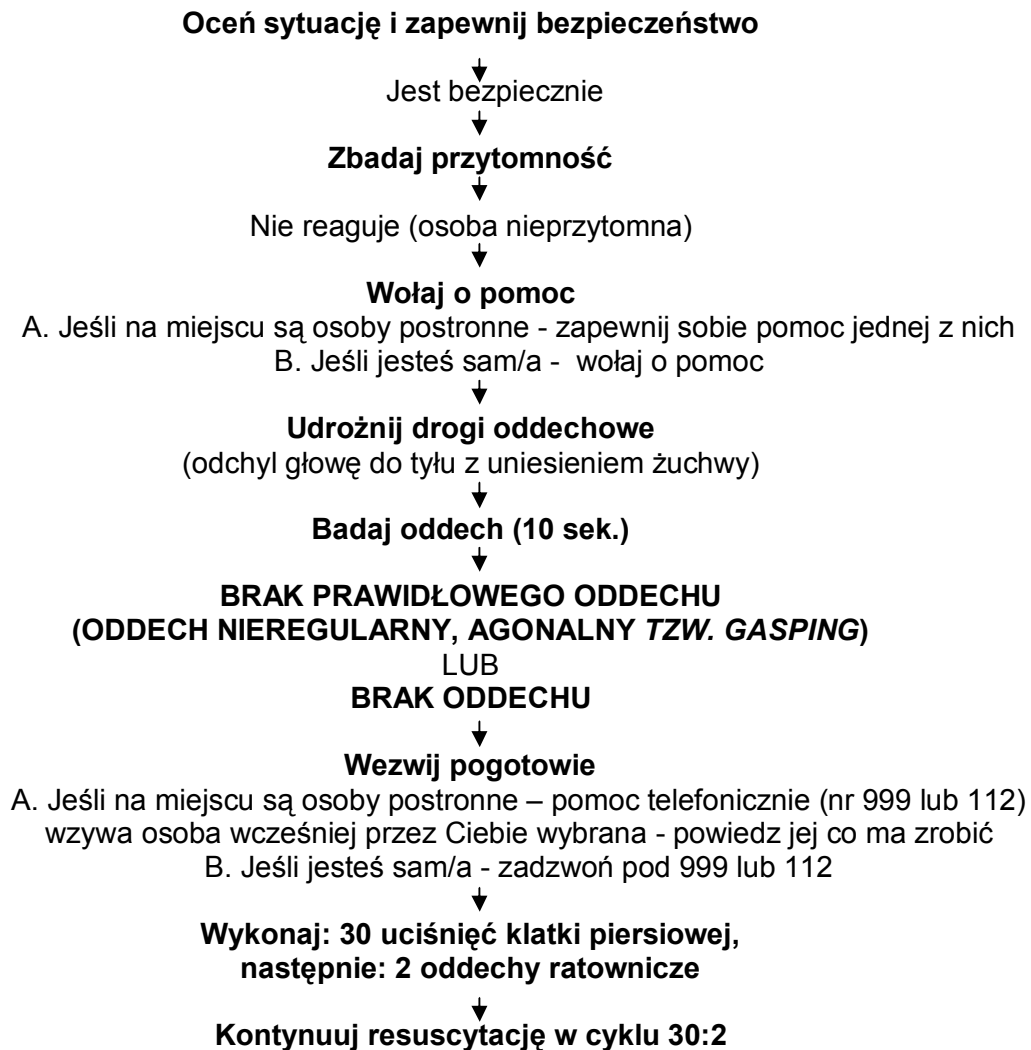 Oceń sytuację i zapewnij bezpieczeństwo
Jest bezpiecznie
Zbadaj przytomność
Nie reaguje (osoba nieprzytomna)
Wołaj o pomoc
A. Jeśli na miejscu są osoby postronne - zapewnij sobie pomoc jednej z nich
B. Jeśli jesteś sam/a - wołaj o pomoc
Udrożnij drogi oddechowe
(odchyl głowę do tyłu z uniesieniem żuchwy)
Badaj oddech (10 sek.)
BRAK PRAWIDŁOWEGO ODDECHU
(ODDECH NIEREGULARNY, AGONALNY TZW. GASPING)
LUB
BRAK ODDECHU
Wezwij pogotowie
A. Jeśli na miejscu są osoby postronne – pomoc telefonicznie (nr 999 lub 112)
wzywa osoba wcześniej przez Ciebie wybrana - powiedz jej co ma zrobić
B. Jeśli jesteś sam/a - zadzwoń pod 999 lub 112
Wykonaj: 30 uciśnięć klatki piersiowej,
następnie: 2 oddechy ratownicze
Kontynuuj resuscytację w cyklu 30:2